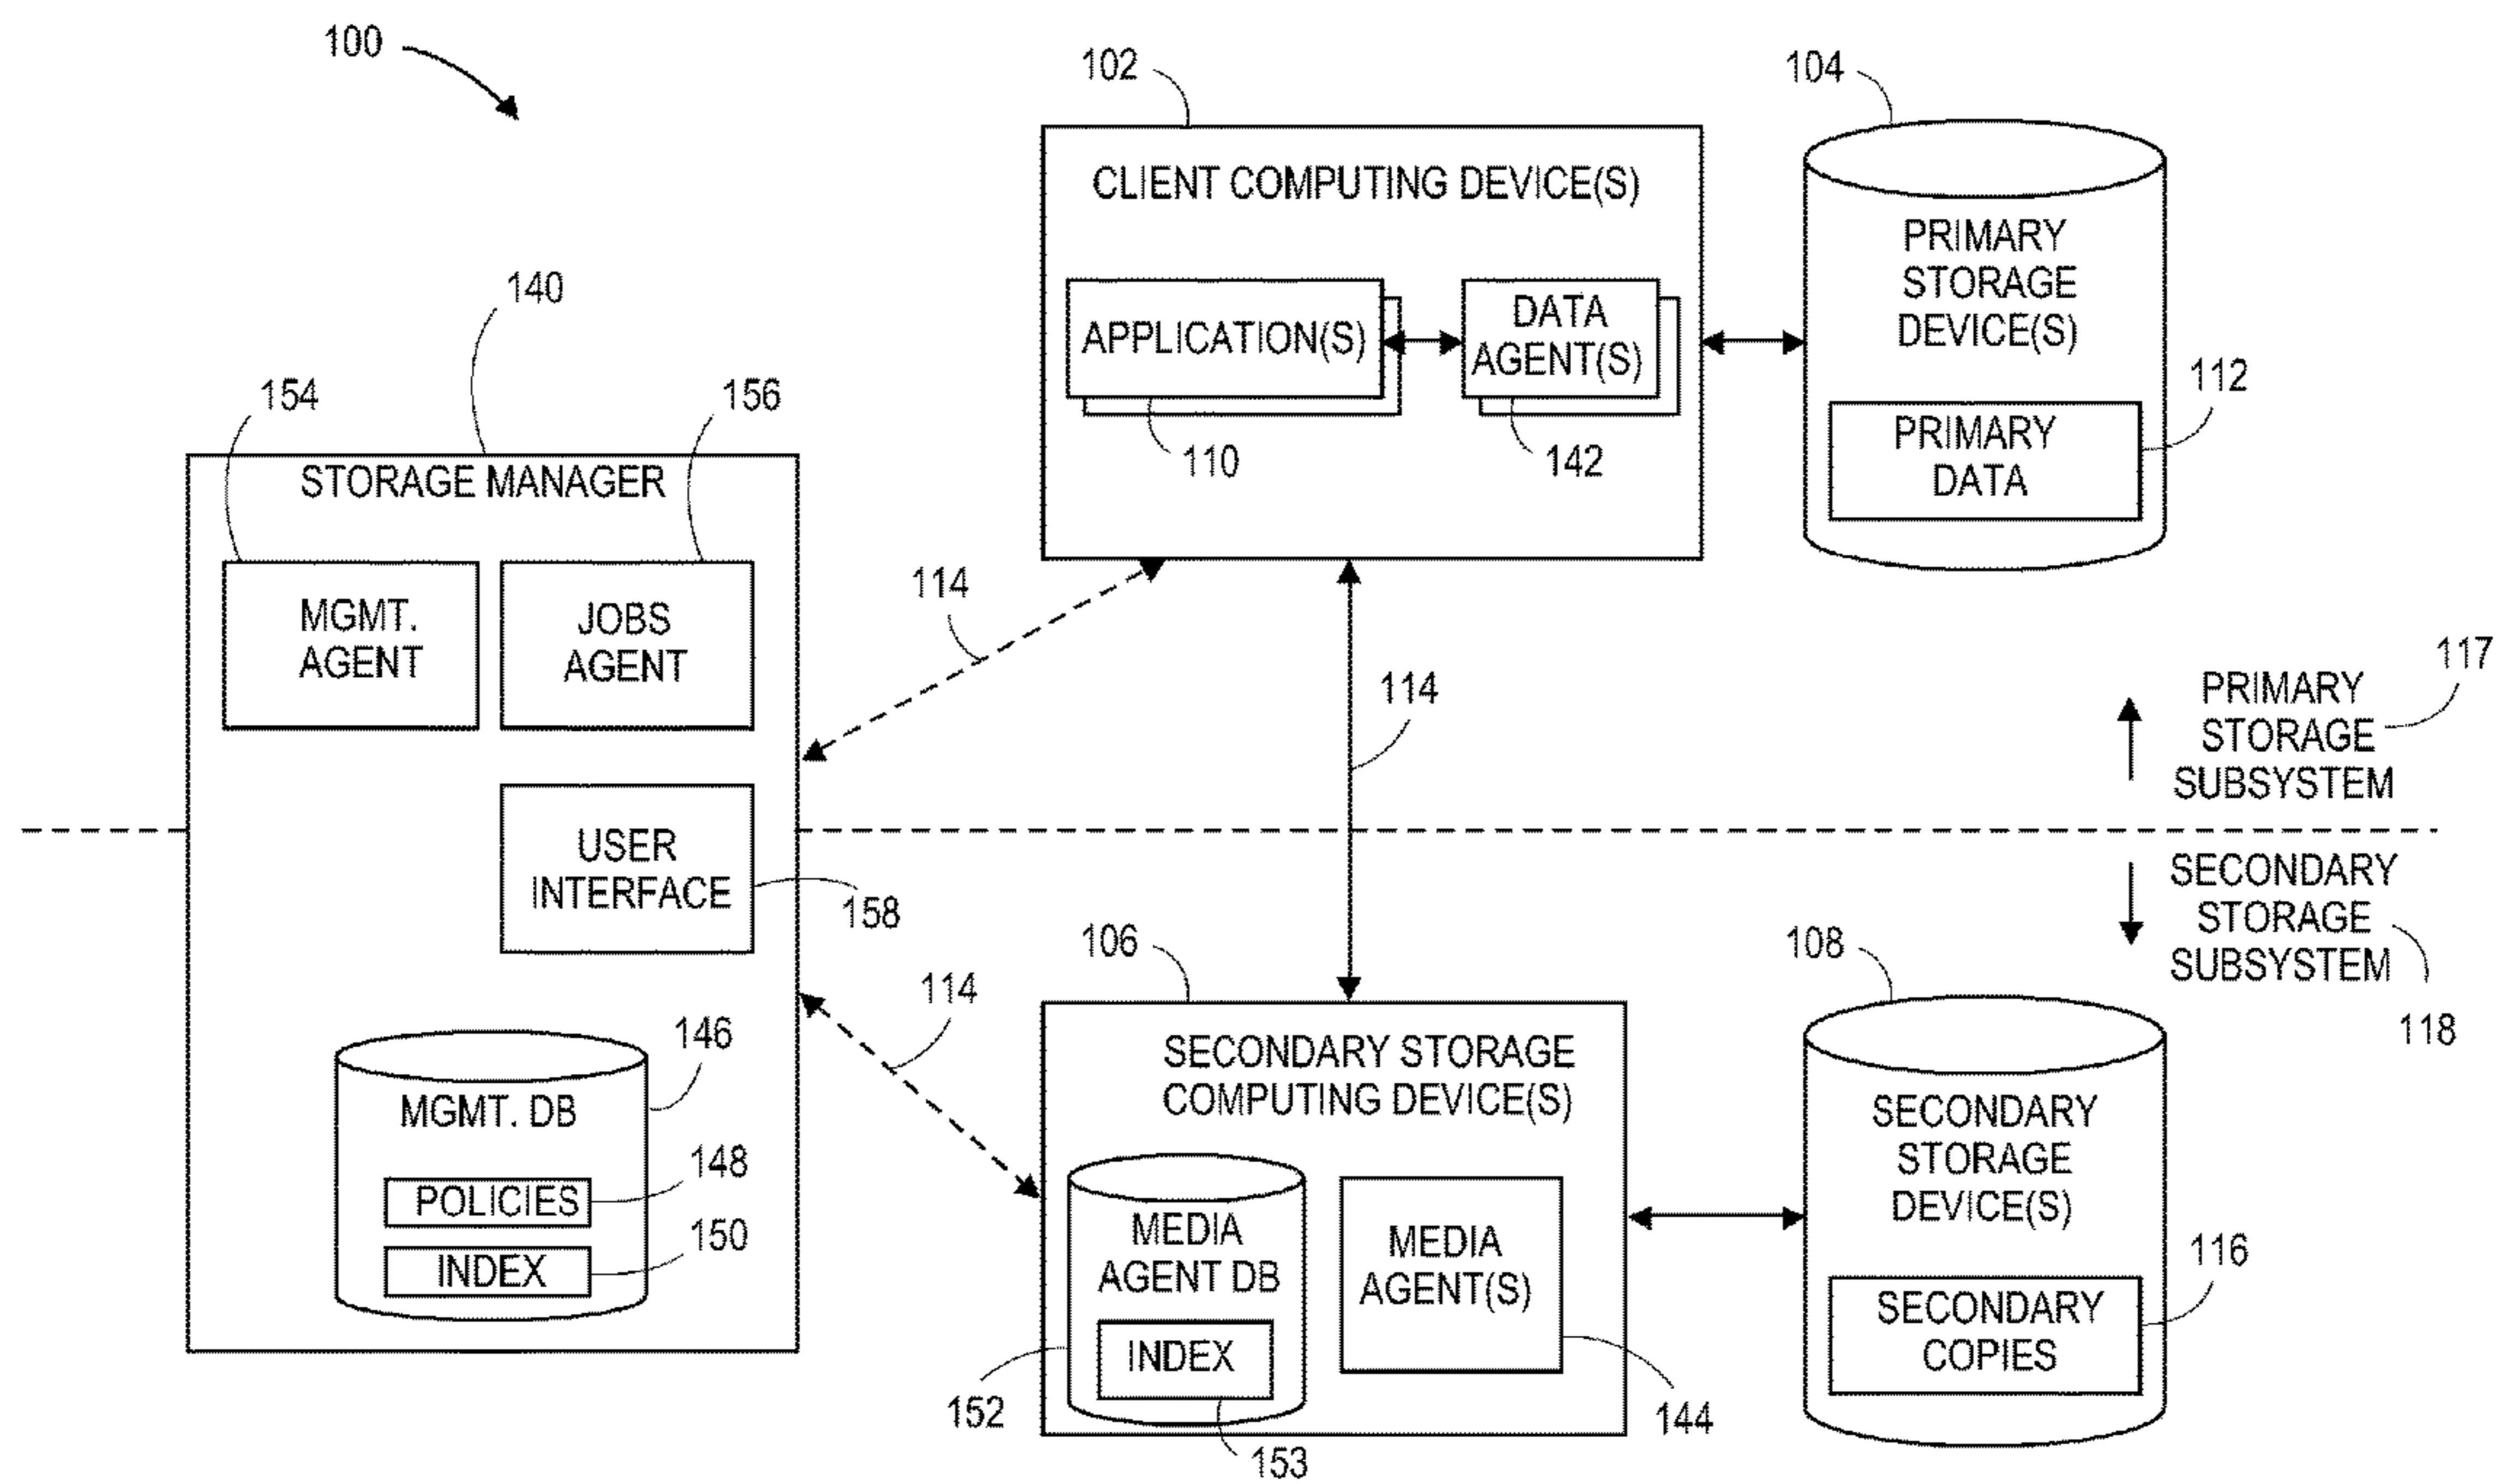 100
102
104
CLIENT COMPUTING DEVICE(S)
APPLICATION(S)
110
DATA
AGENT(S)
142
PRIMARY
STORAGE
DEVICE(S)
112
PRIMARY
DATA
140
154
156
STORAGE MANAGER
MGMT.
AGENT
JOBS
AGENT
114
114
117
PRIMARY
STORAGE
SUBSYSTEM
USER
INTERFACE
158
SECONDARY
STORAGE
SUBSYSTEM
118
114
106
108
146
MGMT. DB
148
POLICIES
150
INDEX
SECONDARY STORAGE
COMPUTING DEVICE(S)
MEDIA
AGENT DB
INDEX
152
153
MEDIA
AGENT(S)
144
SECONDARY
STORAGE
DEVICE(S)
116
SECONDARY
COPIES